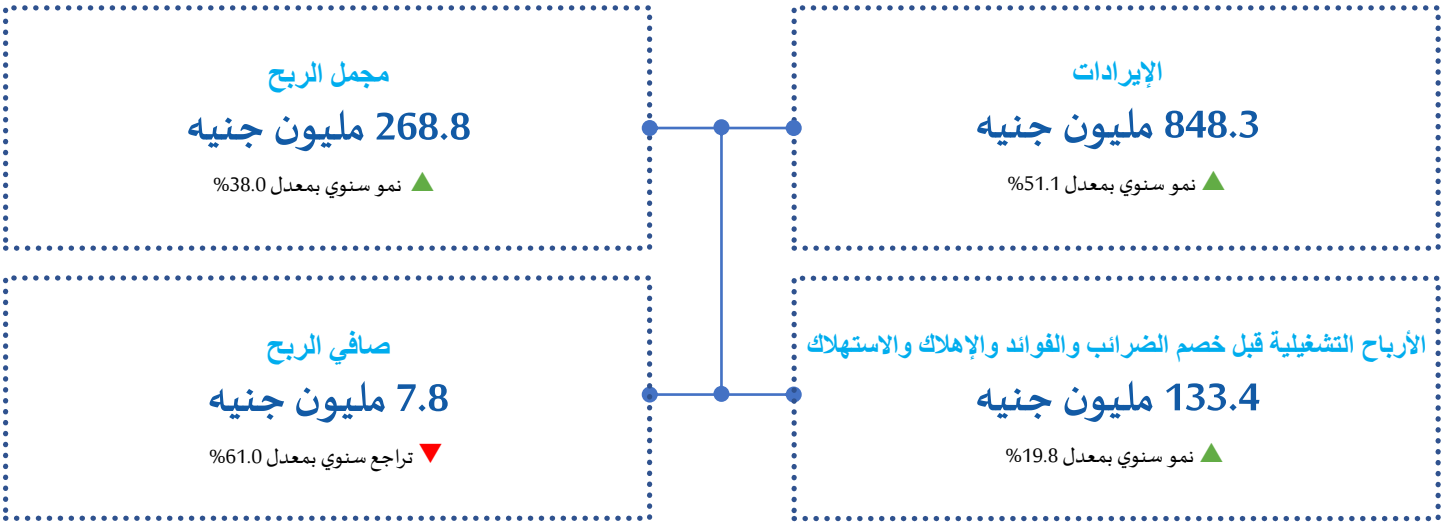 الإيرادات
848.3 مليون جنيه
نمو سنوي بمعدل 51.1%
مجمل الربح
268.8 مليون جنيه
نمو سنوي بمعدل 38.0%
الأرباح التشغيلية قبل خصم الضرائب والفوائد والإهلاك والاستهلاك
133.4 مليون جنيه
نمو سنوي بمعدل 19.8%
صافي الربح
7.8 مليون جنيه
تراجع سنوي بمعدل 61.0%